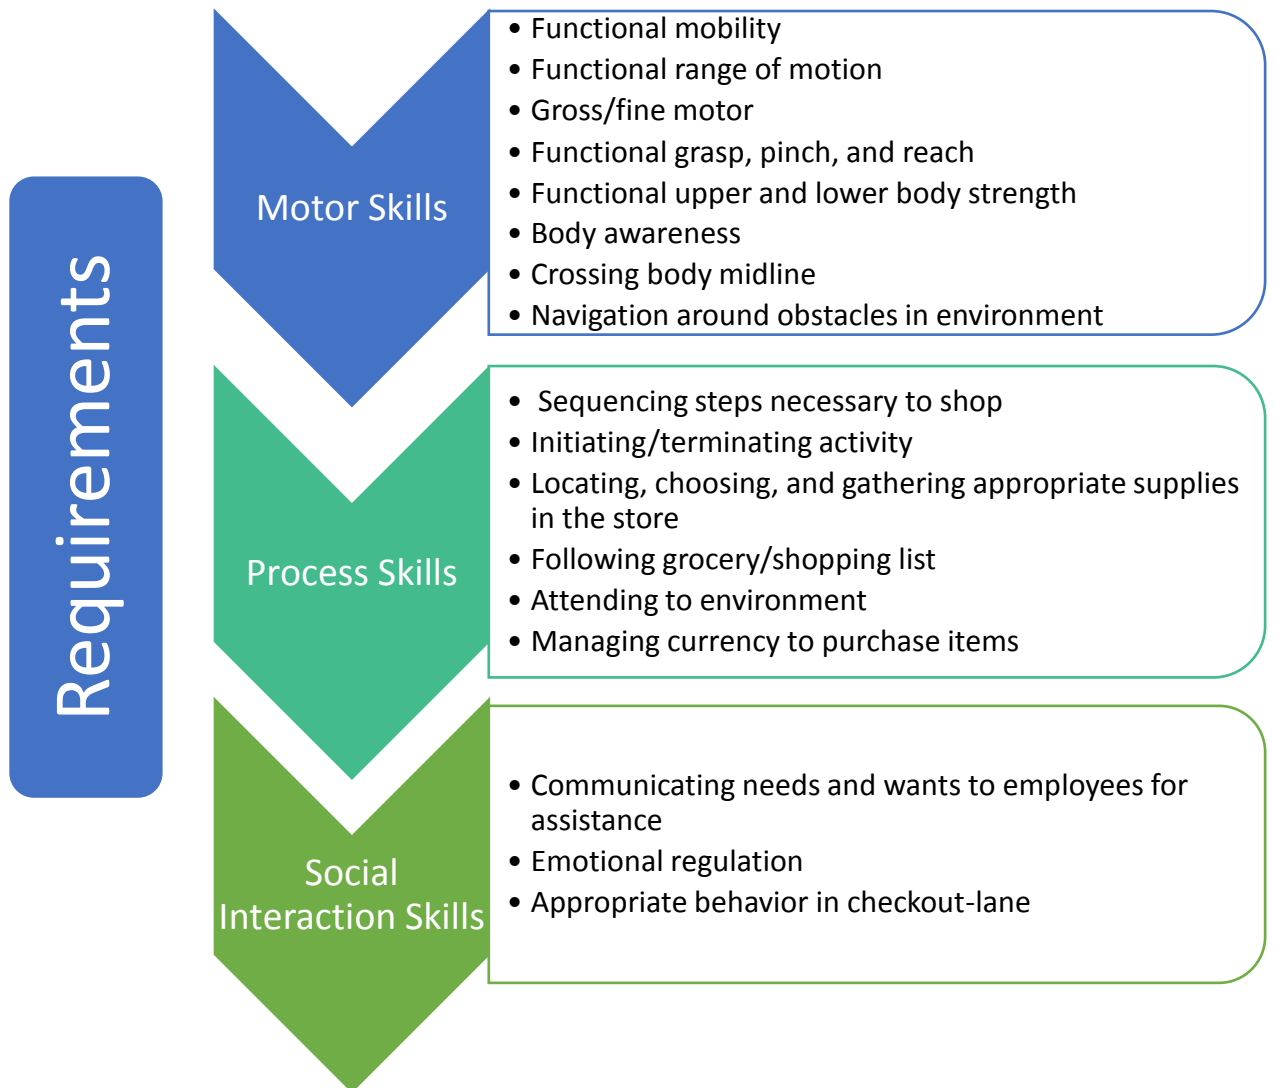 Requirements
Motor Skills
• Functional mobility
• Functional range of motion
• Gross/fine motor
• Functional grasp, pinch, and reach
• Functional upper and lower body strength
• Body awareness
• Crossing body midline
• Navigation around obstacles in environment
Process Skills
• Sequencing steps necessary to shop
• Initiating/terminating activity
• Locating, choosing, and gathering appropriate supplies
in the store
• Following grocery/shopping list
• Attending to environment
• Managing currency to purchase items
Social
Interaction Skills
• Communicating needs and wants to employees for
assistance
• Emotional regulation
• Appropriate behavior in checkout-lane